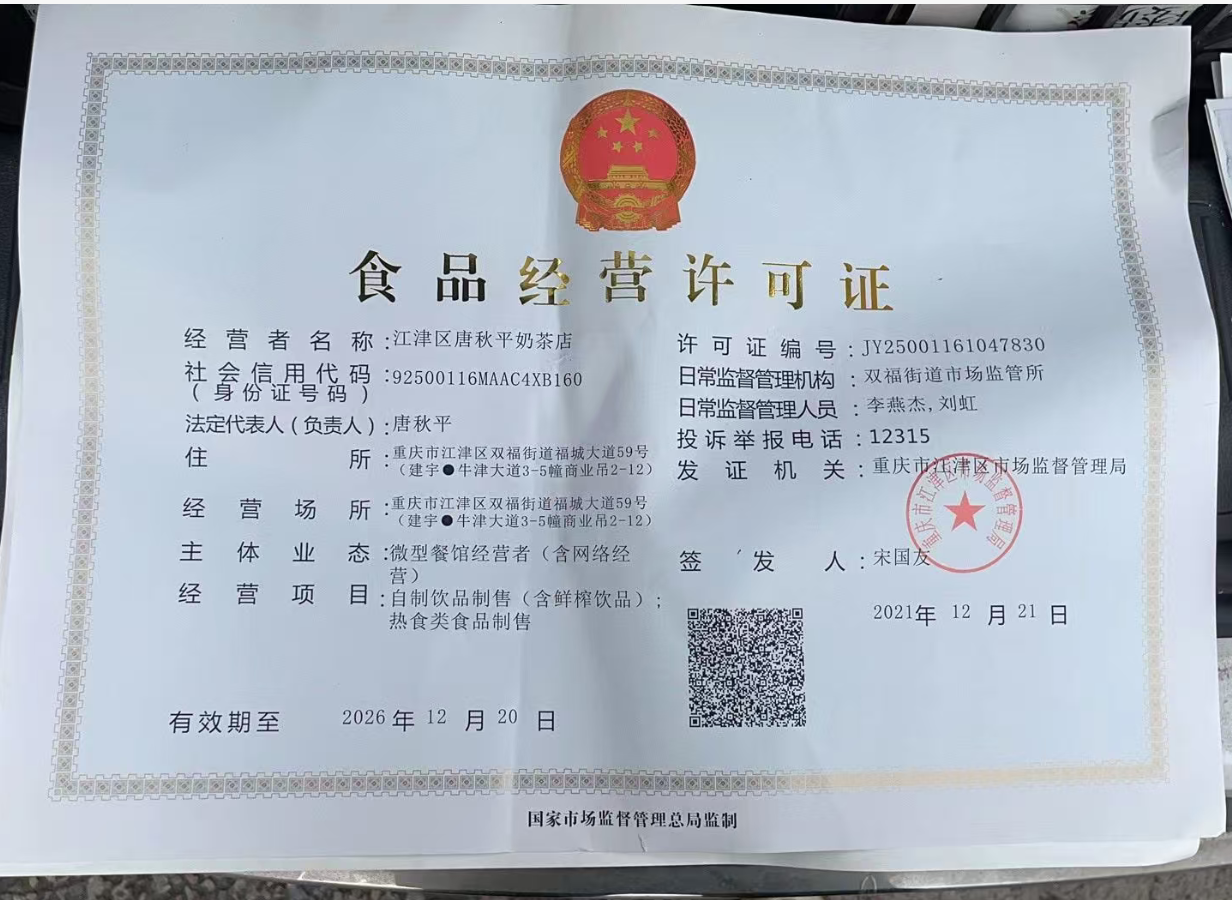 食品经营许可证
经营者名称:江津区唐秋平奶茶店
社会信用代码:92500116MAAC4XB160
(身份证号码)
法定代表人(负责人):唐秋平
住所:重庆市江津区双福街道福城大道59号
(建宇●牛津大道3-5幢商业吊2-12)
经营场所:重庆市江津区双福街道福城大道59号
(建宇●牛津大道3-5幢商业吊2-12)
主体业态:微型餐馆经营者(含网络经
营)
经营项目:自制饮品制售(含鲜榨饮品);
热食类食品制售
有效期至 2026年12月20日
许可证编号:JY25001161047830
日常监督管理机构:双福街道市场监管所
日常监督管理人员:李燕杰,刘虹
投诉举报电话:12315
发证机关:重庆市江津区市场监督管理局
重庆市江津区市场监督管理局
签发人:宋国友
2021年12月21日
国家市场监督管理总局监制